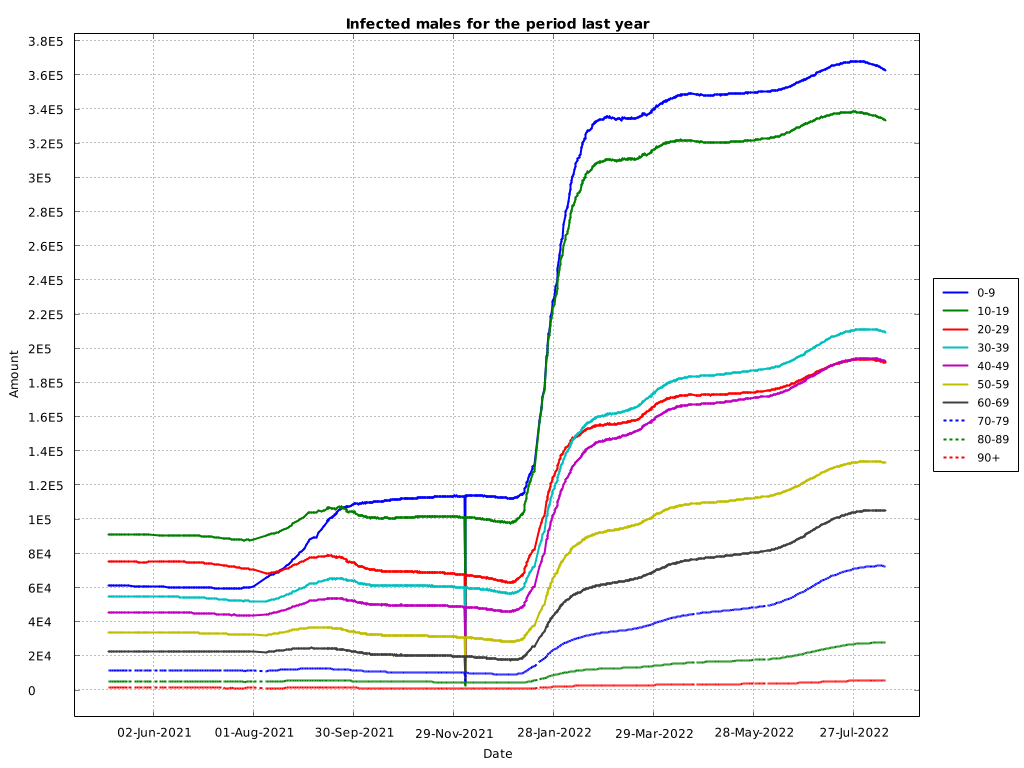 Infected males for the period last year
3.8E5
3.6E5
3.4E5
3.2E5
3E5
2.8E5
2.6E5
2.4E5
2.2E5
2E5
1.8E5
1.6E5
1.4E5
1.2E5
1E5
8E4
6E4
4E4
2E4
0
Amount
02-Jun-2021 01-Aug-2021 30-Sep-2021 29-Nov-2021 28-Jan-2022 29-Mar-2022 28-May-2022 27-Jul-2022
Date
0-9
10-19
20-29
30-39
40-49
50-59
60-69
70-79
80-89
90+